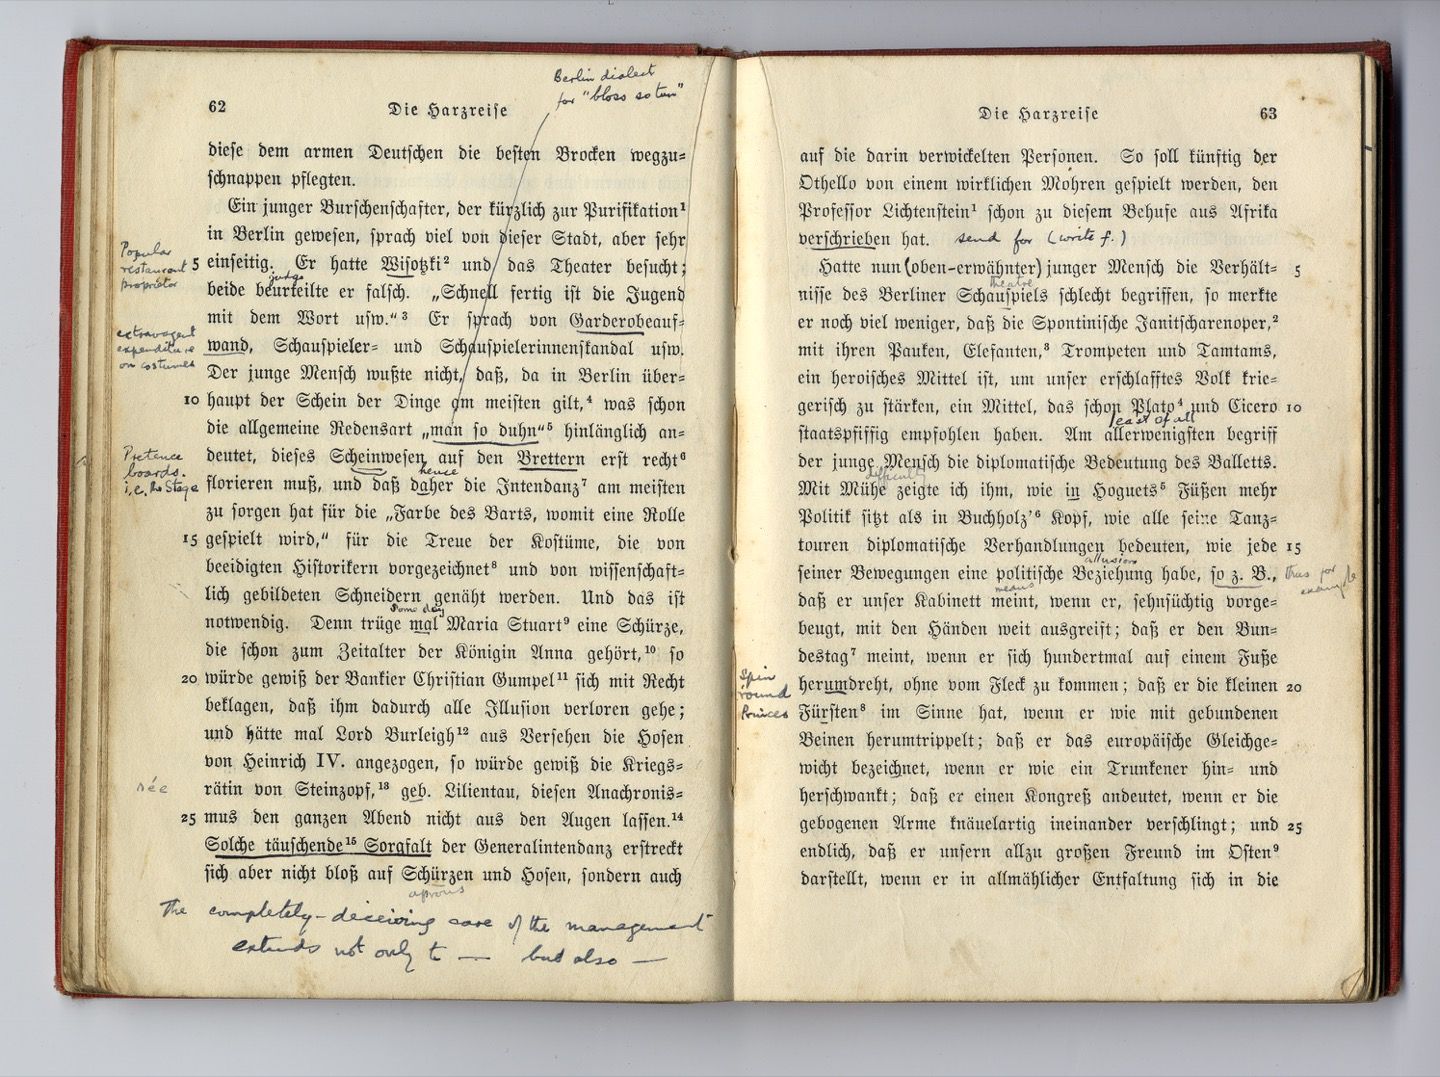 Berlin dialect
for "bloss so tun"
62
Die Harzreise
diese dem armen Deutschen die besten Brocken wegzu=
schnappen pflegten.
Ein junger Burschenschafter, der kürzlich zur Purifikation¹
in Berlin gewesen, sprach viel von dieser Stadt, aber sehr
Popular
restaurant
proprietor
5 einseitig. Er hatte Wisotzki² und das Theater besucht;
judge
beide beurteilte er falsch. „Schnell fertig ist die Jugend
mit dem Wort usw.“³ Er sprach von Garderobeauf=
extravagant
expenditure
on costumes
wand, Schauspieler= und Schauspielerinnenskandal usw.
Der junge Mensch wußte nicht, daß, da in Berlin über=
10 haupt der Schein der Dinge am meisten gilt,⁴ was schon
die allgemeine Redensart „man so duhn“⁵ hinlänglich an=
Pretence
boards.
i.e. the Stage
deutet, dieses Scheinwesen auf den Brettern erst recht⁶
hence
florieren muß, und daß daher die Intendanz⁷ am meisten
zu sorgen hat für die „Farbe des Barts, womit eine Rolle
15 gespielt wird,“ für die Treue der Kostüme, die von
beeidigten Historikern vorgezeichnet⁸ und von wissenschaft=
lich gebildeten Schneidern genäht werden. Und das ist
some day
notwendig. Denn trüge mal Maria Stuart⁹ eine Schürze,
die schon zum Zeitalter der Königin Anna gehört,¹⁰ so
20 würde gewiß der Bankier Christian Gumpel¹¹ sich mit Recht
beklagen, daß ihm dadurch alle Illusion verloren gehe;
und hätte mal Lord Burleigh¹² aus Versehen die Hosen
von Heinrich IV. angezogen, so würde gewiß die Kriegs=
née
rätin von Steinzopf,¹³ geb. Lilientau, diesen Anachronis=
25 mus den ganzen Abend nicht aus den Augen lassen.¹⁴
Solche täuschende¹⁵ Sorgfalt der Generalintendanz erstreckt
sich aber nicht bloß auf Schürzen und Hosen, sondern auch
aprons
The completely-deceiving care of the management
extends not only to — but also —
Die Harzreise
63
auf die darin verwickelten Personen. So soll künftig der
Othello von einem wirklichen Mohren gespielt werden, den
Professor Lichtenstein¹ schon zu diesem Behufe aus Afrika
verschrieben hat. send for (write f.)
Hatte nun (oben-erwähnter) junger Mensch die Verhält= 5
theatre
nisse des Berliner Schauspiels schlecht begriffen, so merkte
er noch viel weniger, daß die Spontinische Janitscharenoper,²
mit ihren Pauken, Elefanten,³ Trompeten und Tamtams,
ein heroisches Mittel ist, um unser erschlafftes Volk krie=
gerisch zu stärken, ein Mittel, das schon Plato⁴ und Cicero 10
least of all
staatspfiffig empfohlen haben. Am allerwenigsten begriff
der junge Mensch die diplomatische Bedeutung des Balletts.
difficulty
Mit Mühe zeigte ich ihm, wie in Hoguets⁵ Füßen mehr
Politik sitzt als in Buchholz’⁶ Kopf, wie alle seine Tanz=
touren diplomatische Verhandlungen bedeuten, wie jede 15
allusion
seiner Bewegungen eine politische Beziehung habe, so z. B.,
thus for
example
means
daß er unser Kabinett meint, wenn er, sehnsüchtig vorge=
beugt, mit den Händen weit ausgreift; daß er den Bun=
destag⁷ meint, wenn er sich hundertmal auf einem Fuße
Spin
round
herumdreht, ohne vom Fleck zu kommen; daß er die kleinen 20
Princes
Fürsten⁸ im Sinne hat, wenn er wie mit gebundenen
Beinen herumtrippelt; daß er das europäische Gleichge=
wicht bezeichnet, wenn er wie ein Trunkener hin= und
herschwankt; daß er einen Kongreß andeutet, wenn er die
gebogenen Arme knäuelartig ineinander verschlingt; und 25
endlich, daß er unsern allzu großen Freund im Osten⁹
darstellt, wenn er in allmählicher Entfaltung sich in die